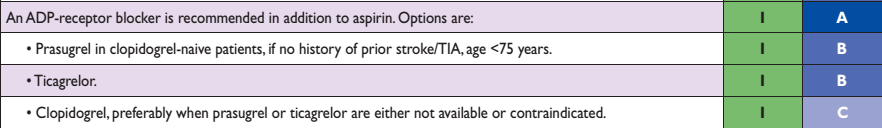 An ADP-receptor blocker is recommended in addition to aspirin. Options are: I A
• Prasugrel in clopidogrel-naive patients, if no history of prior stroke/TIA, age <75 years. I B
• Ticagrelor. I B
• Clopidogrel, preferably when prasugrel or ticagrelor are either not available or contraindicated. I C